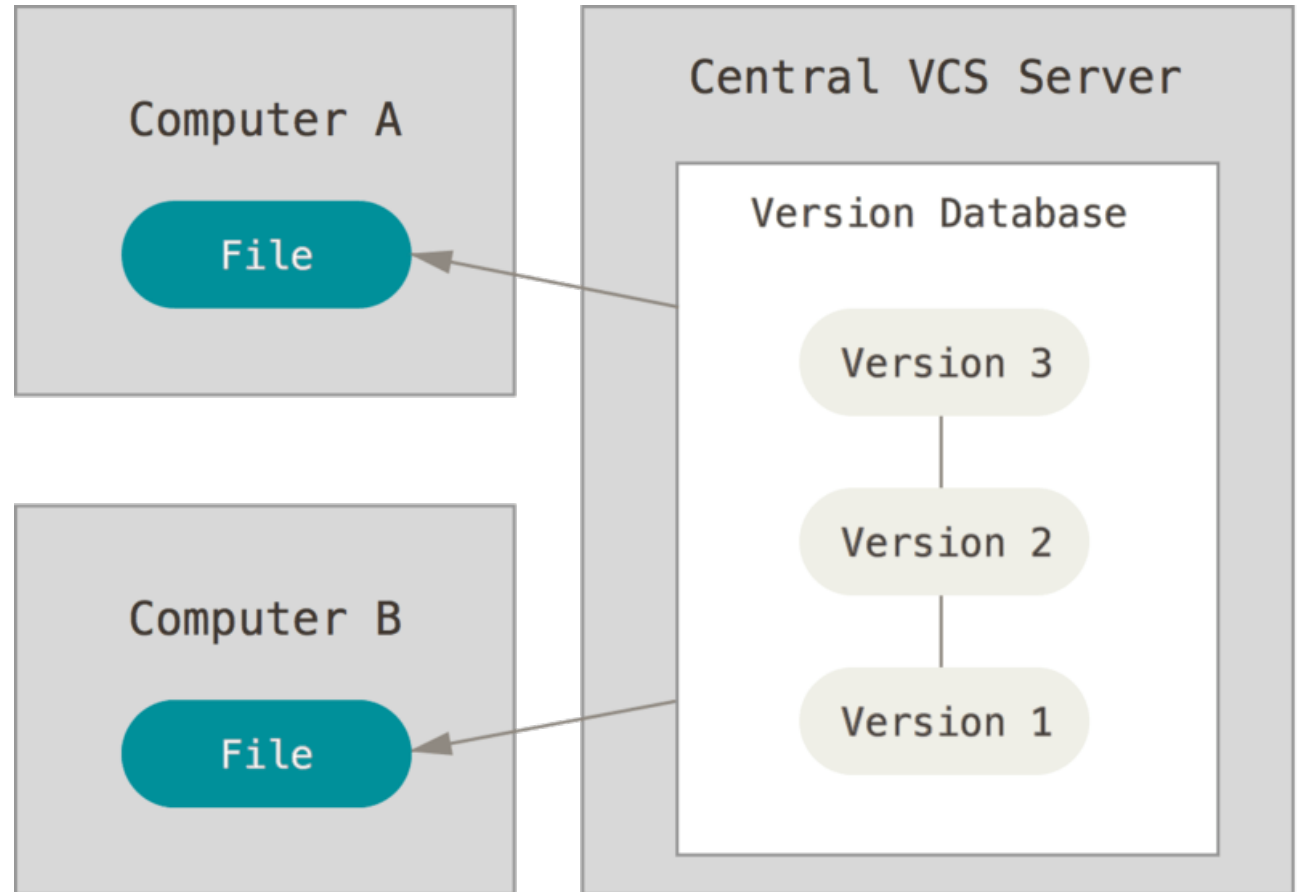 Computer A
File
Computer B
File
Central VCS Server
Version Database
Version 3
Version 2
Version 1